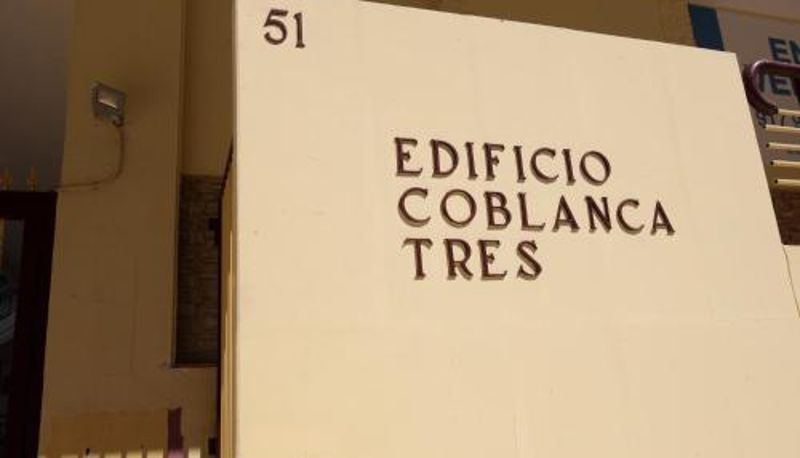 51
EDIFICIO
COBLANCA
TRES